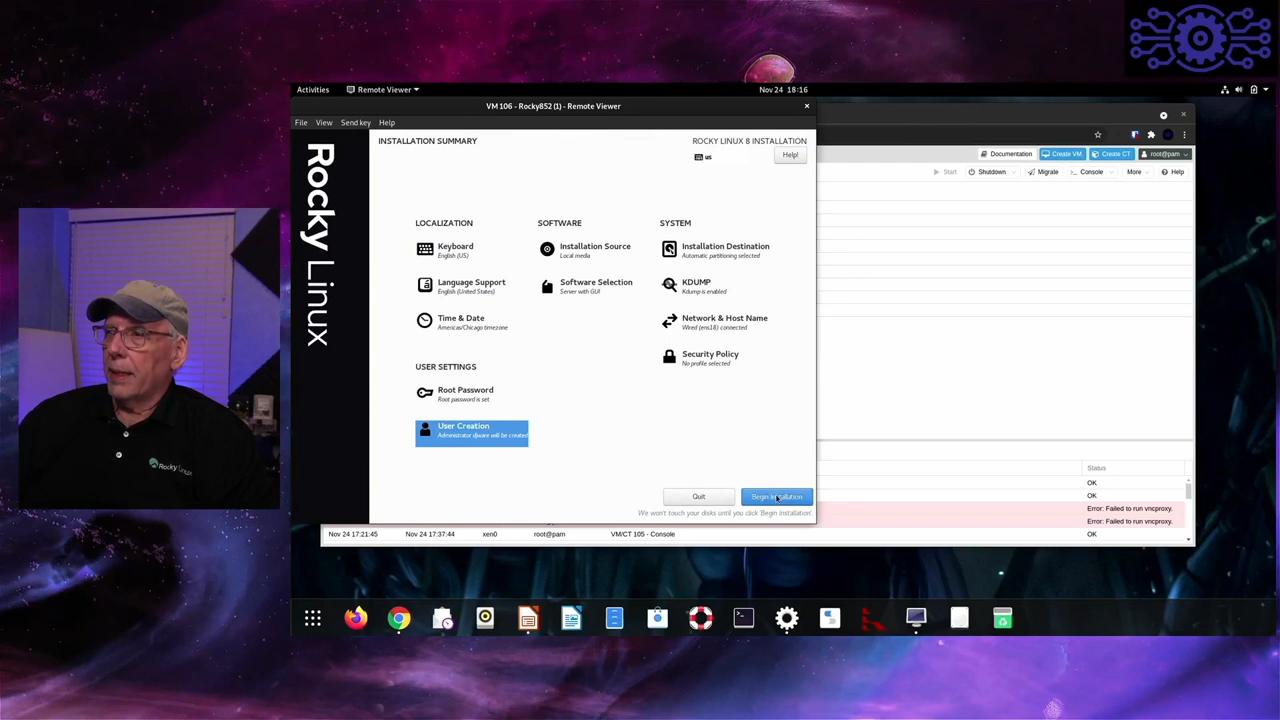 Activities
Remote Viewer
Nov 24 18:16
VM 106 - Rocky852 (1) - Remote Viewer
File View Send key Help
Rocky Linux
INSTALLATION SUMMARY
ROCKY LINUX 8 INSTALLATION
us
Help!
LOCALIZATION
SOFTWARE
SYSTEM
Keyboard
English (US)
Installation Source
Local media
Installation Destination
Automatic partitioning selected
Language Support
English (United States)
Software Selection
Server with GUI
KDUMP
Kdump is enabled
Time & Date
Americas/Chicago timezone
Network & Host Name
Wired (ens18) connected
Security Policy
No profile selected
USER SETTINGS
Root Password
Root password is set
User Creation
Administrator djware will be created
Quit
Begin Installation
We won't touch your disks until you click 'Begin Installation'.
Documentation
Create VM
Create CT
root@pam
Start
Shutdown
Migrate
Console
More
Help
Status
OK
OK
Error: Failed to run vncproxy.
Error: Failed to run vncproxy.
Nov 24 17:21:45 Nov 24 17:37:44 xen0 root@pam VM/CT 105 - Console OK
Rocky Linux